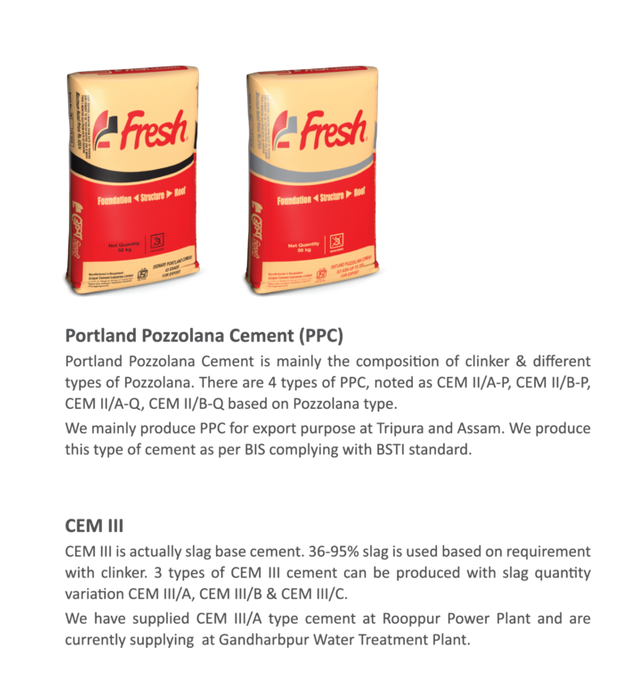 Fresh
Foundation ◀ Structure ▶ Roof
Net Quantity
50 kg
ORDINARY PORTLAND CEMENT
43 GRADE
FOR EXPORT
Fresh
Foundation ◀ Structure ▶ Roof
Net Quantity
50 kg
Portland Pozzolana Cement (PPC)
Portland Pozzolana Cement is mainly the composition of clinker & different
types of Pozzolana. There are 4 types of PPC, noted as CEM II/A-P, CEM II/B-P,
CEM II/A-Q, CEM II/B-Q based on Pozzolana type.
We mainly produce PPC for export purpose at Tripura and Assam. We produce
this type of cement as per BIS complying with BSTI standard.
CEM III
CEM III is actually slag base cement. 36-95% slag is used based on requirement
with clinker. 3 types of CEM III cement can be produced with slag quantity
variation CEM III/A, CEM III/B & CEM III/C.
We have supplied CEM III/A type cement at Rooppur Power Plant and are
currently supplying at Gandharbpur Water Treatment Plant.